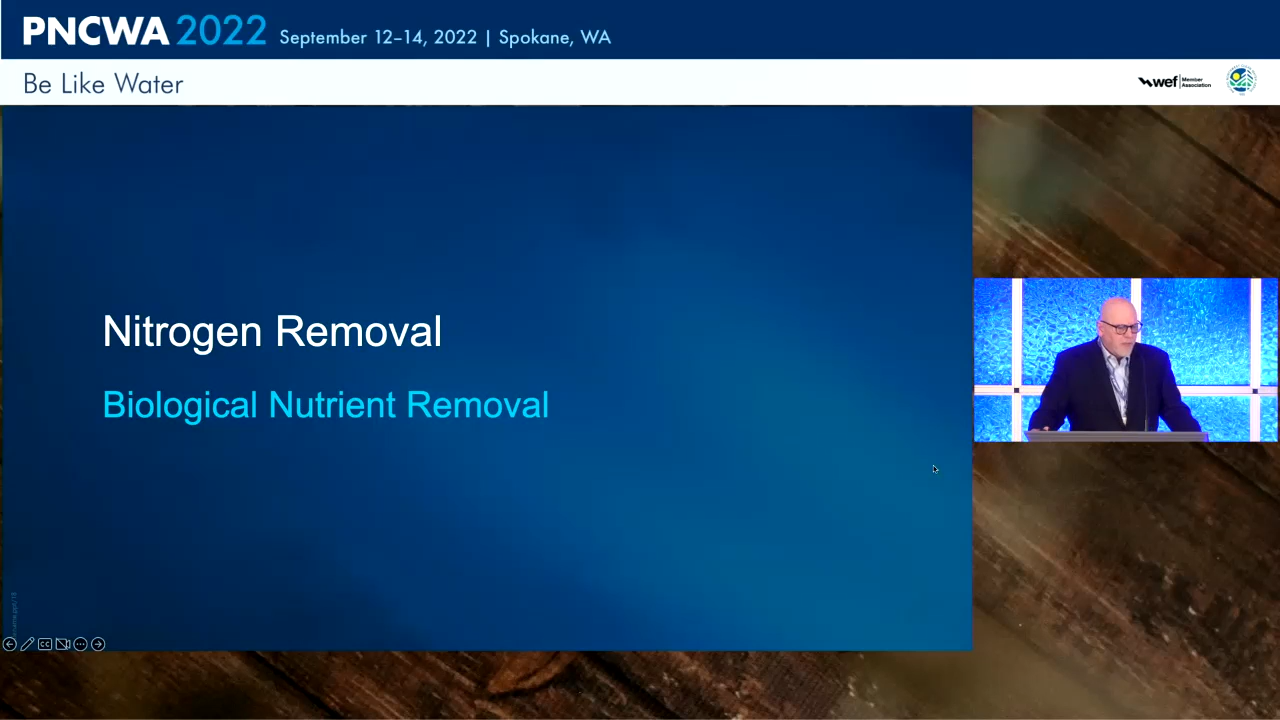 PNCWA 2022 September 12–14, 2022 | Spokane, WA
Be Like Water
wef Member Association
Nitrogen Removal
Biological Nutrient Removal
CC